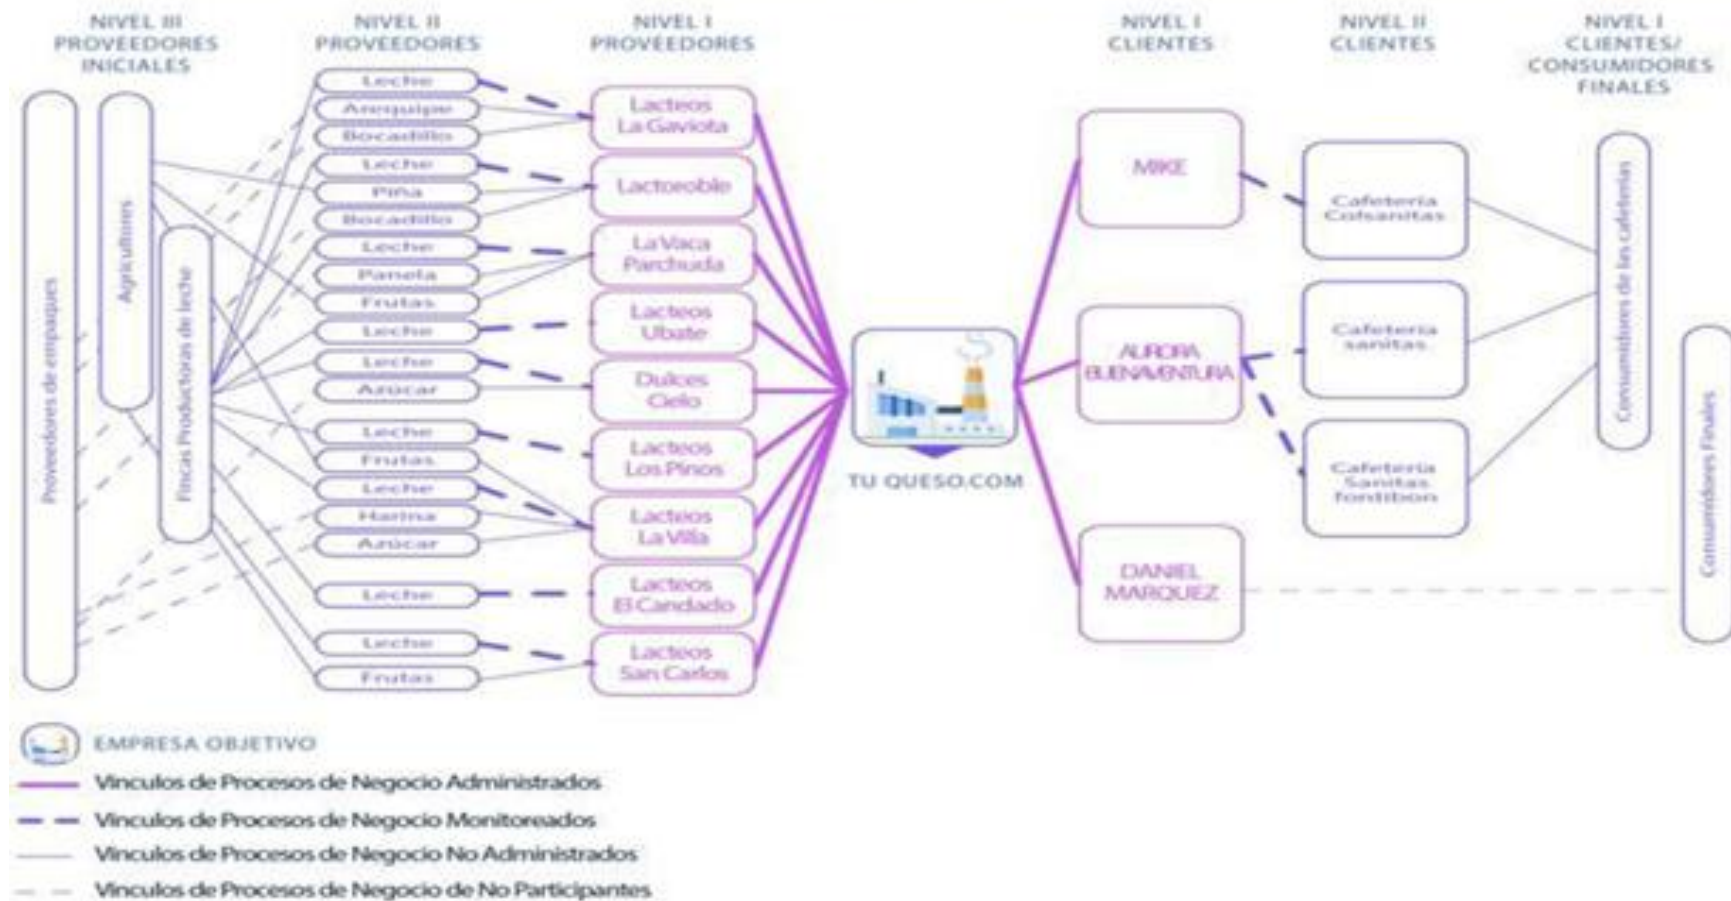 NIVEL III
PROVEEDORES
INICIALES
NIVEL II
PROVEEDORES
NIVEL I
PROVEEDORES
NIVEL I
CLIENTES
NIVEL II
CLIENTES
NIVEL I
CLIENTES/
CONSUMIDORES
FINALES
Proveedores de empaques
Agricultores
Fincas Productoras de leche
Leche
Arequipe
Bocadillo
Leche
Piña
Bocadillo
Leche
Panela
Frutas
Leche
Leche
Azúcar
Leche
Frutas
Leche
Harina
Azúcar
Leche
Leche
Frutas
Lacteos
La Gaviota
Lactoroble
La Vaca
Parchuda
Lacteos
Ubate
Dulces
Cielo
Lacteos
Los Pinos
Lacteos
La Villa
Lacteos
El Candado
Lacteos
San Carlos
TU QUESO.COM
MIKE
AURORA
BUENAVENTURA
DANIEL
MARQUEZ
Cafetería
Colsanitas
Cafetería
sanitas
Cafetería
Sanitas
fontibon
Consumidores de las cafeterías
Consumidores Finales
EMPRESA OBJETIVO
Vinculos de Procesos de Negocio Administrados
Vinculos de Procesos de Negocio Monitoreados
Vinculos de Procesos de Negocio No Administrados
Vinculos de Procesos de Negocio de No Participantes